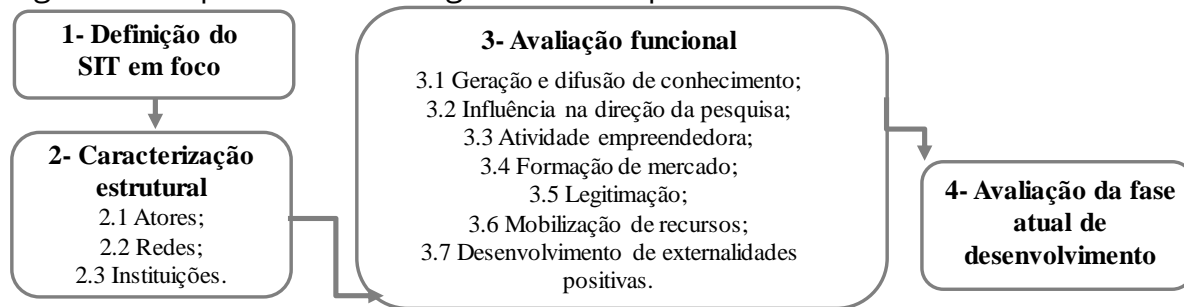 1- Definição do
SIT em foco
2- Caracterização
estrutural
2.1 Atores;
2.2 Redes;
2.3 Instituições.
3- Avaliação funcional
3.1 Geração e difusão de conhecimento;
3.2 Influência na direção da pesquisa;
3.3 Atividade empreendedora;
3.4 Formação de mercado;
3.5 Legitimação;
3.6 Mobilização de recursos;
3.7 Desenvolvimento de externalidades
positivas.
4- Avaliação da fase
atual de
desenvolvimento